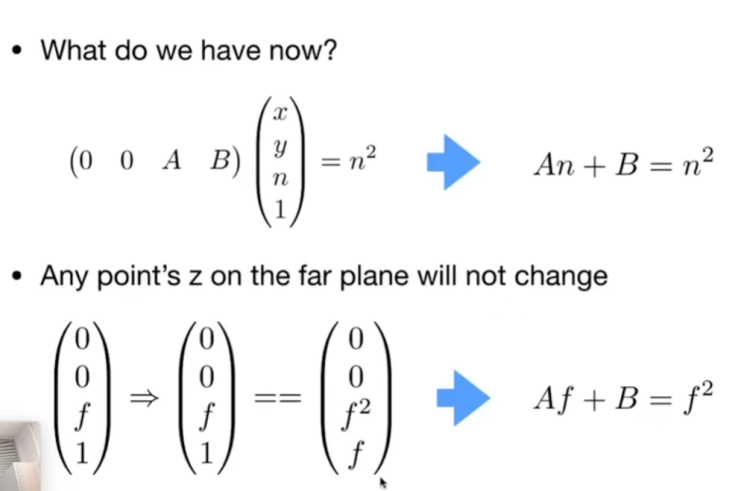 • What do we have now?
(0 0 A B) (x y n 1) = n² An + B = n²
• Any point's z on the far plane will not change
(0 0 f 1) ⇒ (0 0 f 1) == (0 0 f² f) Af + B = f²